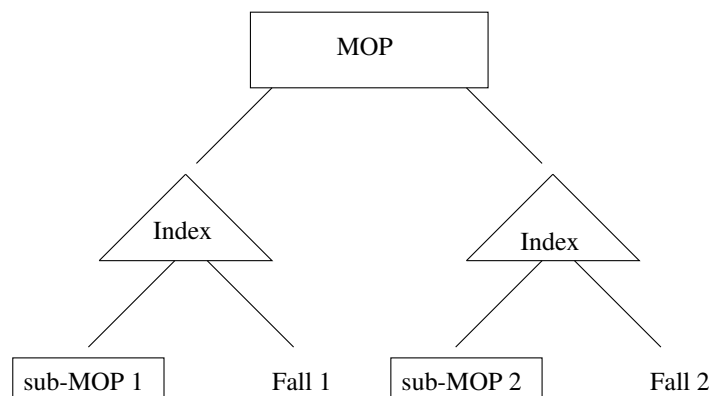 MOP
Index
Index
sub-MOP 1
Fall 1
sub-MOP 2
Fall 2